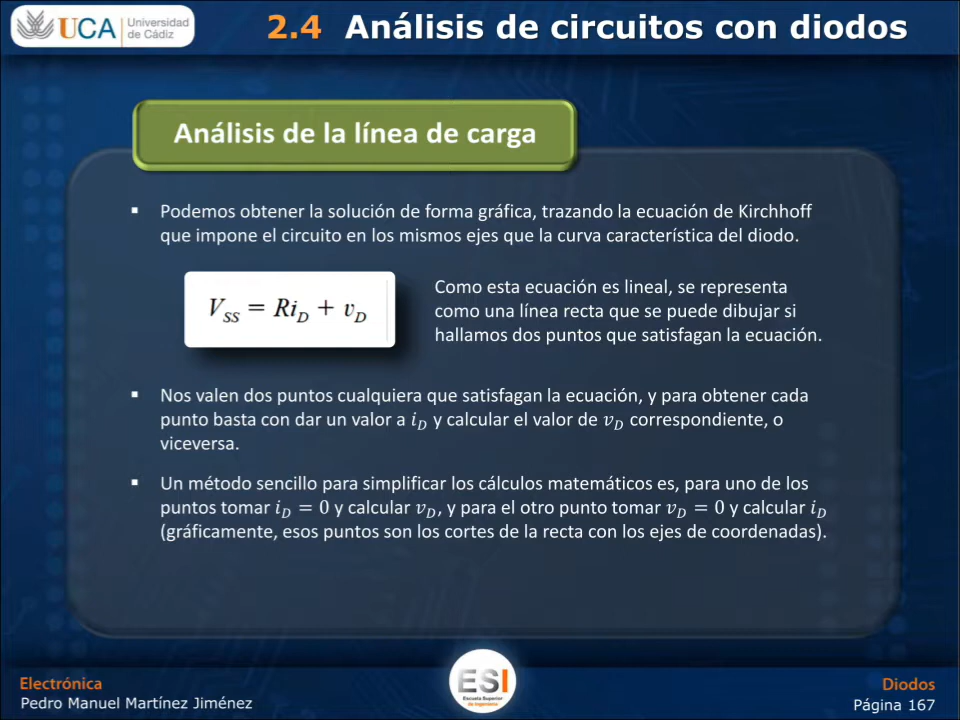 UCA Universidad de Cádiz
2.4 Análisis de circuitos con diodos
Análisis de la línea de carga
▪ Podemos obtener la solución de forma gráfica, trazando la ecuación de Kirchhoff
que impone el circuito en los mismos ejes que la curva característica del diodo.
V_SS = Ri_D + v_D
Como esta ecuación es lineal, se representa
como una línea recta que se puede dibujar si
hallamos dos puntos que satisfagan la ecuación.
▪ Nos valen dos puntos cualquiera que satisfagan la ecuación, y para obtener cada
punto basta con dar un valor a i_D y calcular el valor de v_D correspondiente, o
viceversa.
▪ Un método sencillo para simplificar los cálculos matemáticos es, para uno de los
puntos tomar i_D = 0 y calcular v_D, y para el otro punto tomar v_D = 0 y calcular i_D
(gráficamente, esos puntos son los cortes de la recta con los ejes de coordenadas).
Electrónica
Pedro Manuel Martínez Jiménez
ESI
Escuela Superior
de Ingeniería
Diodos
Página 167